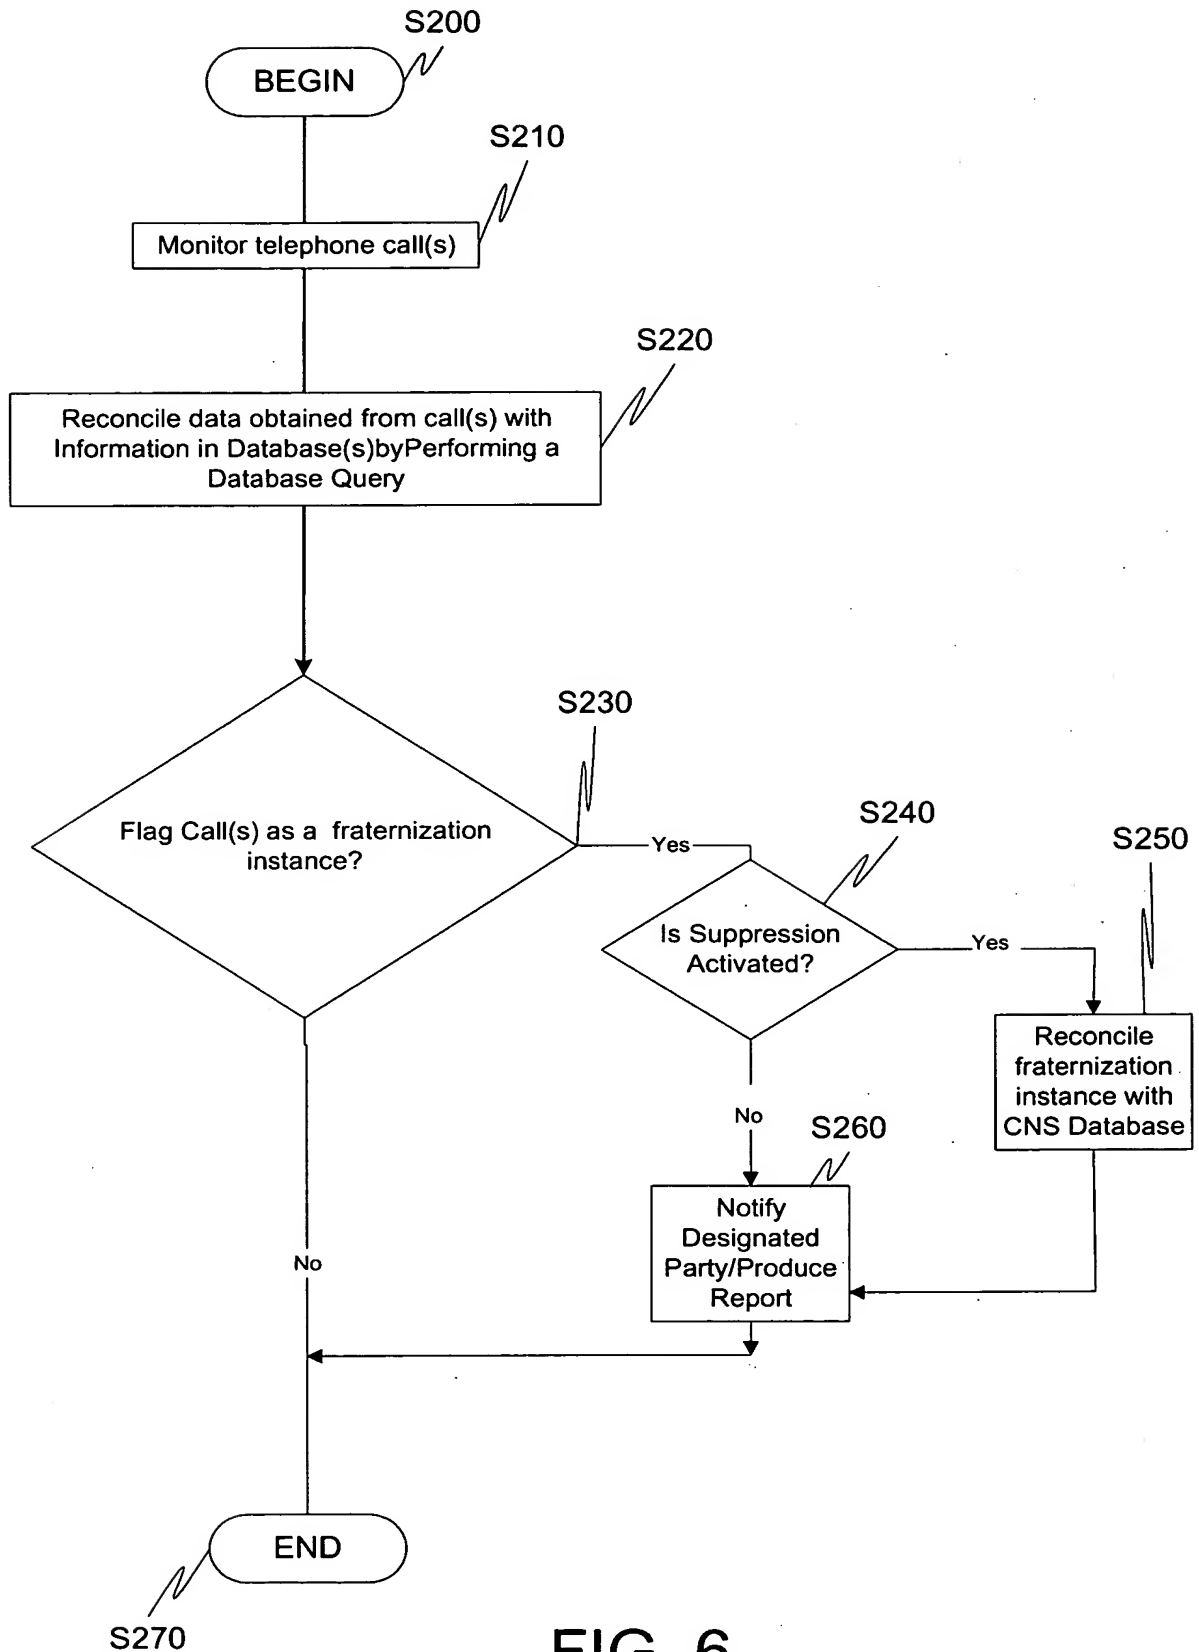 S200
BEGIN
S210
Monitor telephone call(s)
S220
Reconcile data obtained from call(s) with
Information in Database(s)byPerforming a
Database Query
S230
Flag Call(s) as a fraternization
instance?
Yes
S240
Is Suppression
Activated?
Yes
S250
Reconcile
fraternization
instance with
CNS Database
No
S260
Notify
Designated
Party/Produce
Report
No
END
S270
FIG. 6